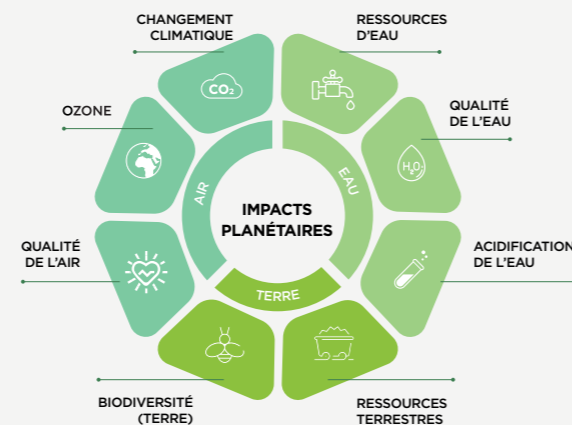 CHANGEMENT
CLIMATIQUE
RESSOURCES
D'EAU
CO₂
OZONE
QUALITÉ
DE L'EAU
H₂O
AIR
EAU
IMPACTS
PLANÉTAIRES
QUALITÉ
DE L'AIR
ACIDIFICATION
DE L'EAU
TERRE
BIODIVERSITÉ
(TERRE)
RESSOURCES
TERRESTRES